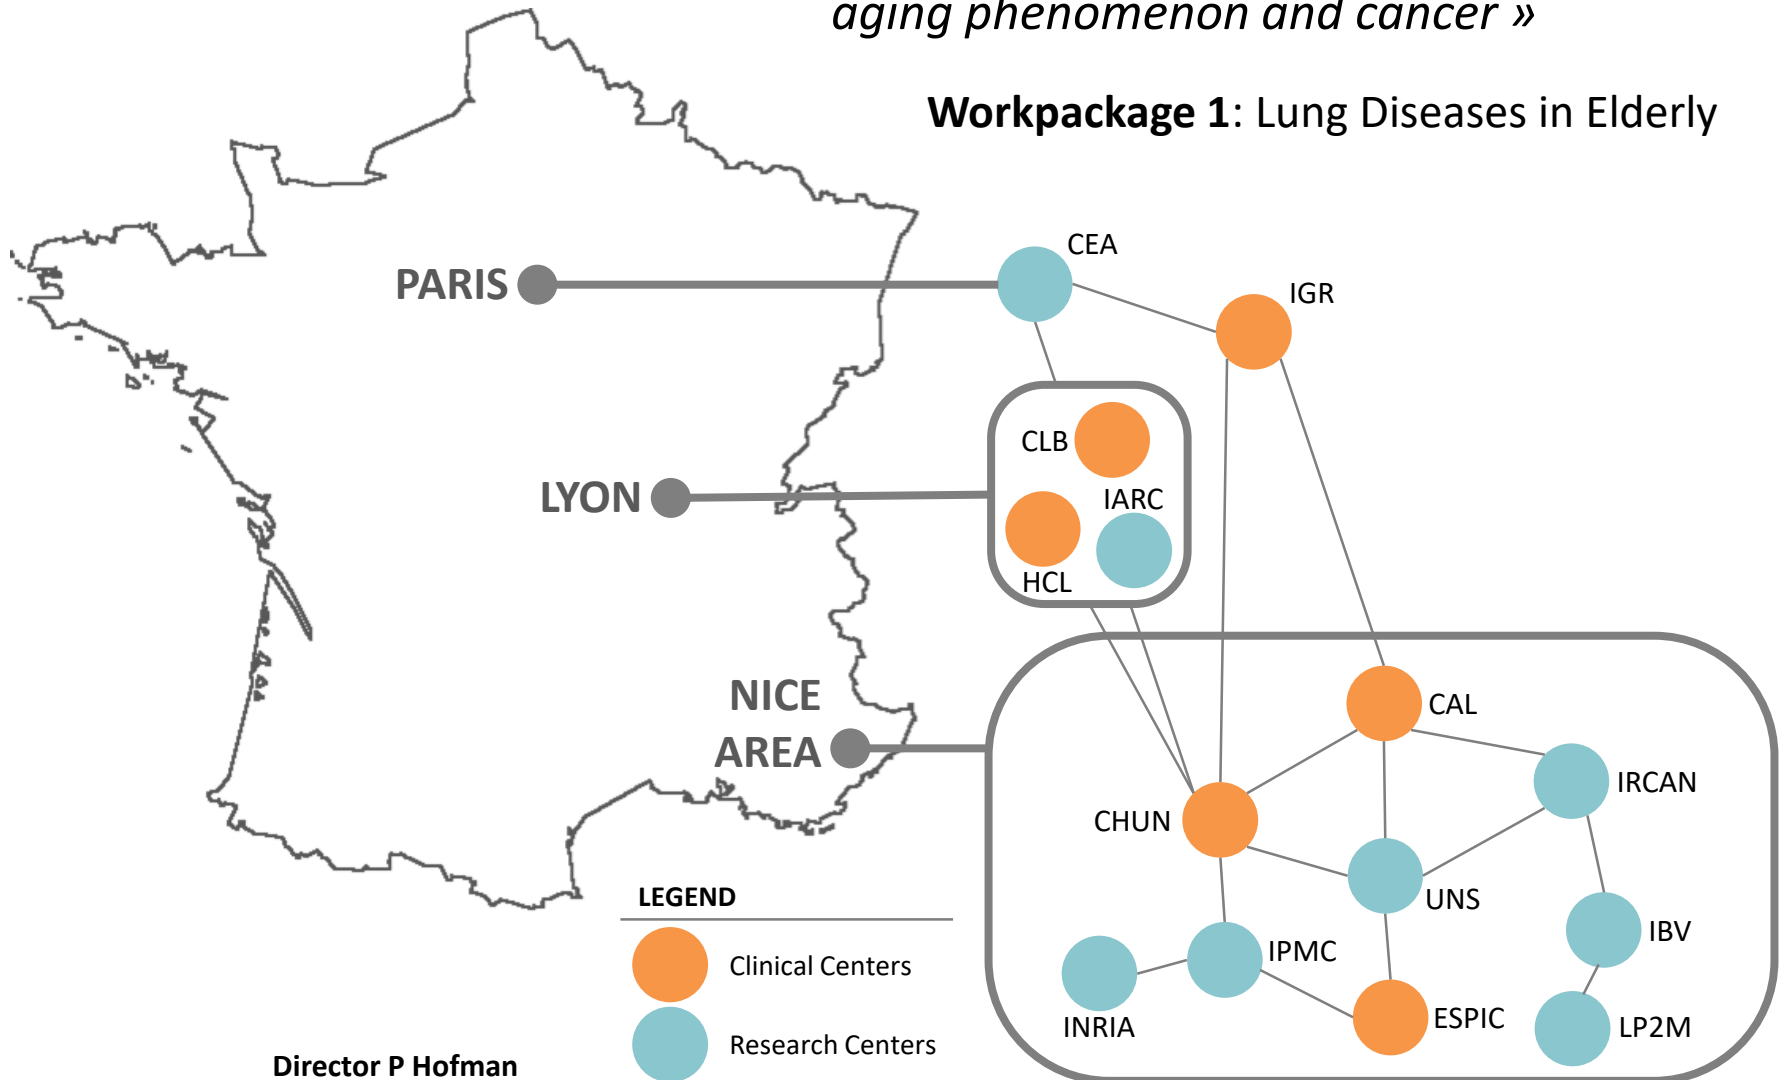 aging phenomenon and cancer »
Workpackage 1: Lung Diseases in Elderly
CEA
IGR
PARIS
CLB
IARC
LYON
HCL
NICE
AREA
CAL
IRCAN
CHUN
UNS
IBV
IPMC
INRIA
ESPIC
LP2M
LEGEND
Clinical Centers
Research Centers
Director P Hofman